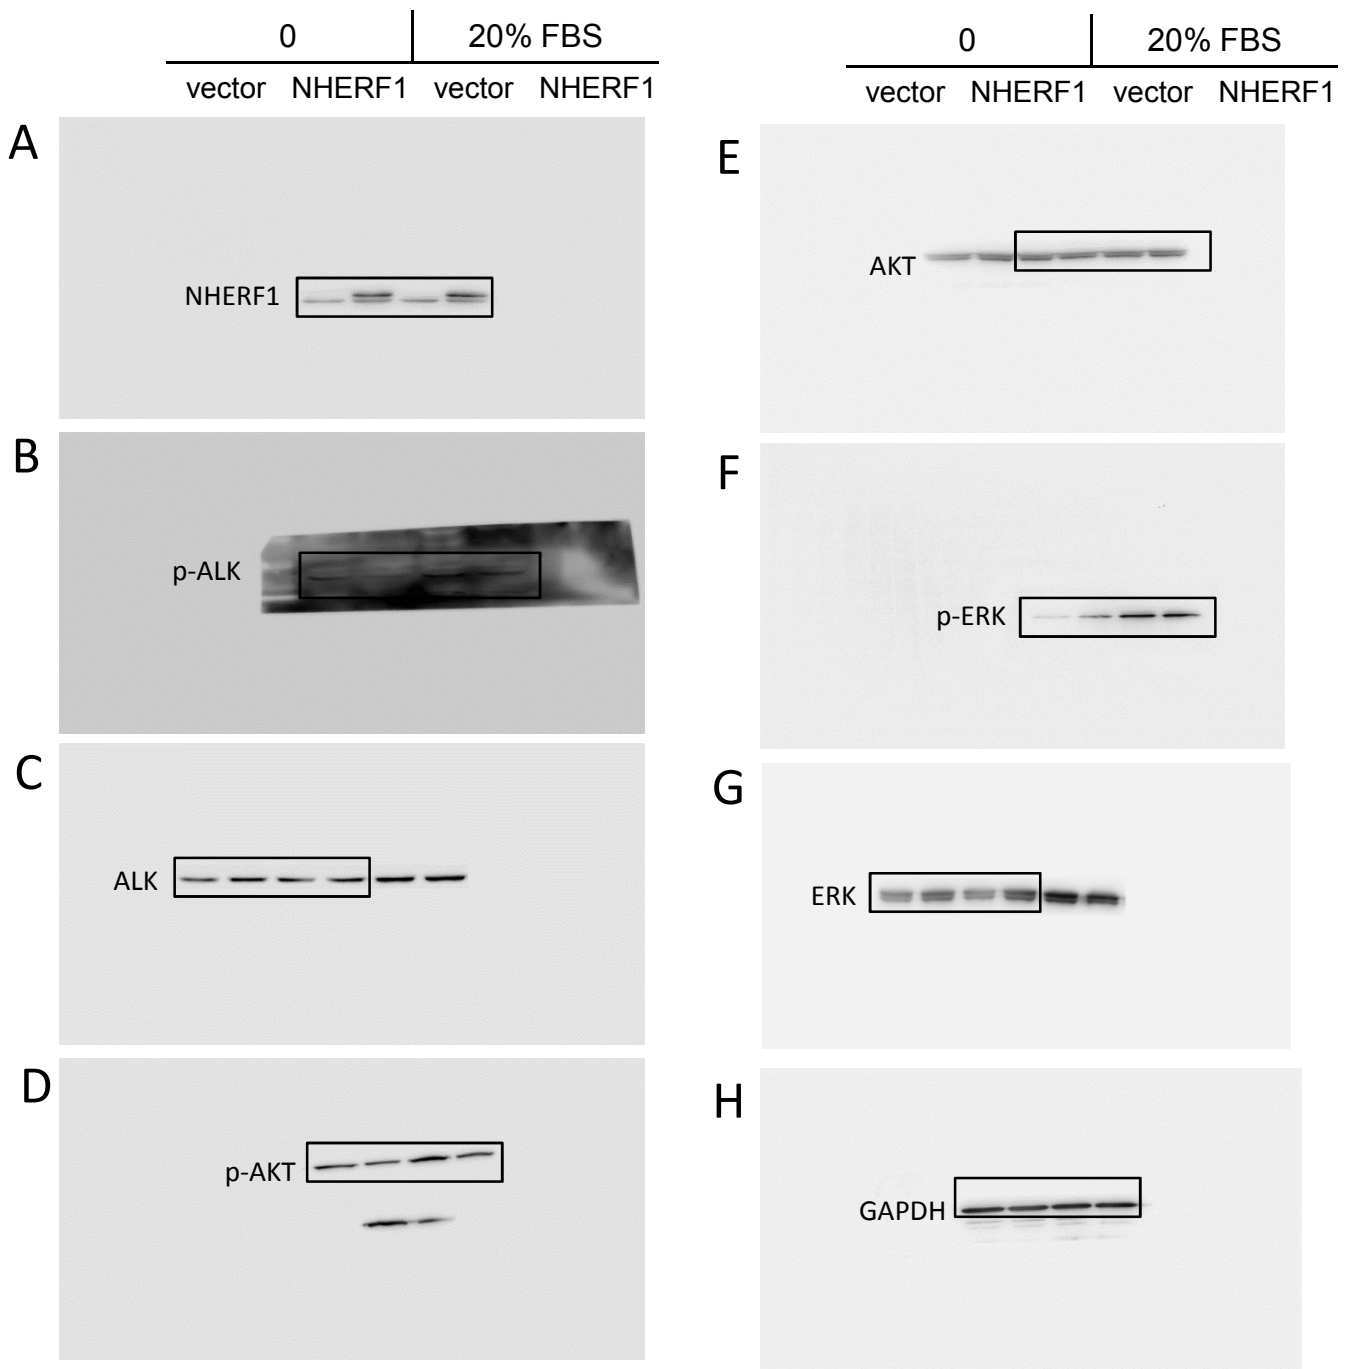 0 20% FBS
vector NHERF1 vector NHERF1
A
NHERF1
B
p-ALK
C
ALK
D
p-AKT
0 20% FBS
vector NHERF1 vector NHERF1
E
AKT
F
p-ERK
G
ERK
H
GAPDH